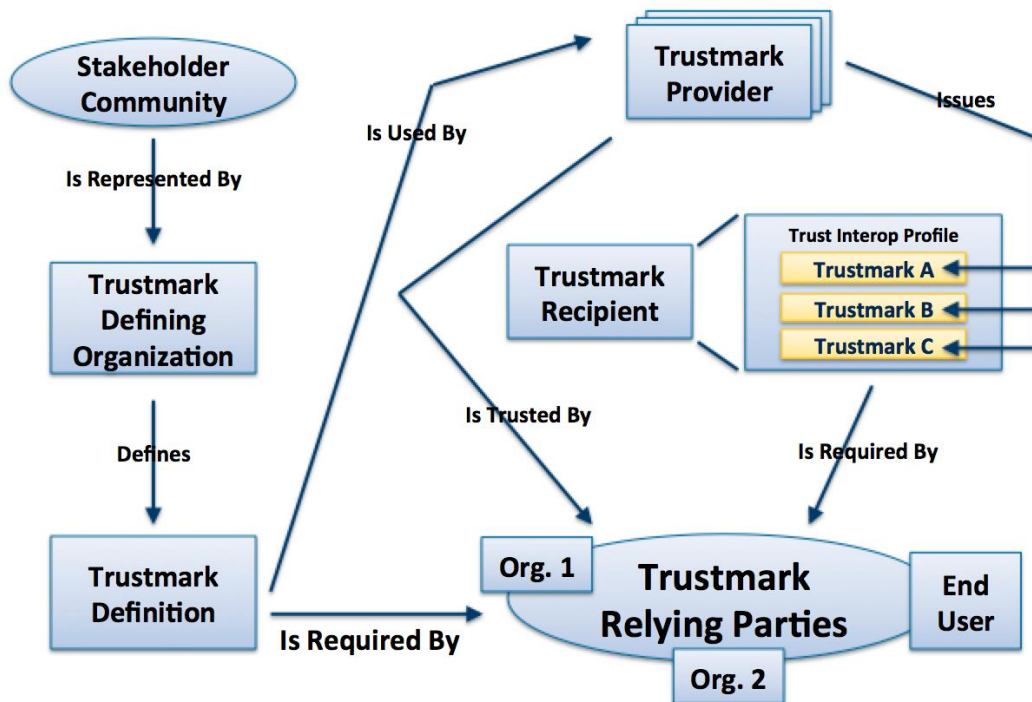 Stakeholder
Community
Is Represented By
Trustmark
Defining
Organization
Defines
Trustmark
Definition
Is Used By
Is Required By
Trustmark
Provider
Issues
Trustmark
Recipient
Trust Interop Profile
Trustmark A
Trustmark B
Trustmark C
Is Trusted By
Is Required By
Org. 1
Trustmark
Relying Parties
End
User
Org. 2